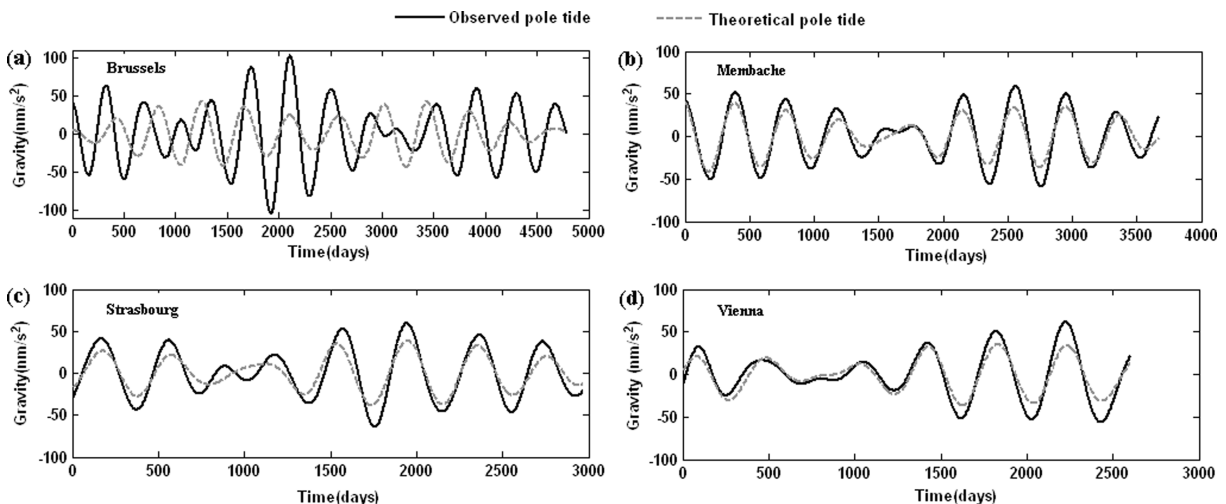 Observed pole tide Theoretical pole tide
(a)
Brussels
Gravity(nm/s²)
100
50
0
-50
-100
0 500 1000 1500 2000 2500 3000 3500 4000 4500 5000
Time(days)
(b)
Membache
Gravity (nm/s²)
100
50
0
-50
-100
0 500 1000 1500 2000 2500 3000 3500 4000
Time(days)
(c)
Strasbourg
Gravity(nm/s²)
100
50
0
-50
-100
0 500 1000 1500 2000 2500 3000
Time(days)
(d)
Vienna
Gravity (nm/s²)
100
50
0
-50
-100
0 500 1000 1500 2000 2500 3000
Time(days)